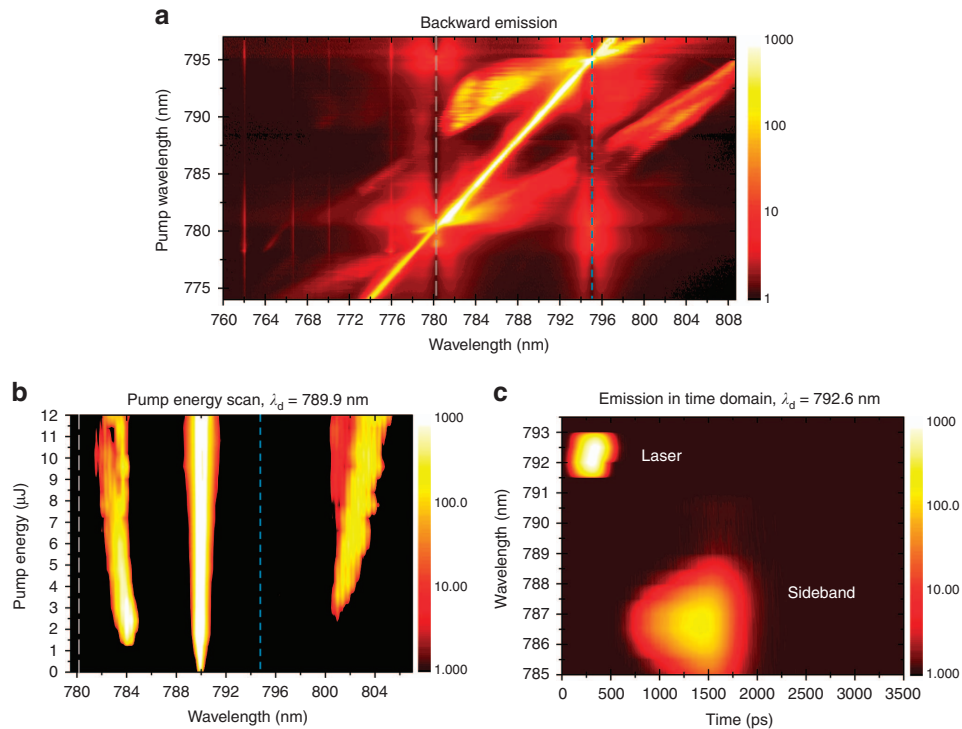 a
Backward emission
Pump wavelength (nm)
795
790
785
780
775
760 762 764 768 772 776 780 784 788 792 796 800 804 808
Wavelength (nm)
1000
100
10
1
b
Pump energy scan, λd = 789.9 nm
Pump energy (μJ)
12
11
10
9
8
7
6
5
4
3
2
1
0
780 784 788 792 796 800 804
Wavelength (nm)
1000
100.0
10.00
1.000
c
Emission in time domain, λd = 792.6 nm
Wavelength (nm)
793
792
791
790
789
788
787
786
785
Laser
Sideband
0 500 1000 1500 2000 2500 3000 3500
Time (ps)
1000
100.0
10.00
1.000